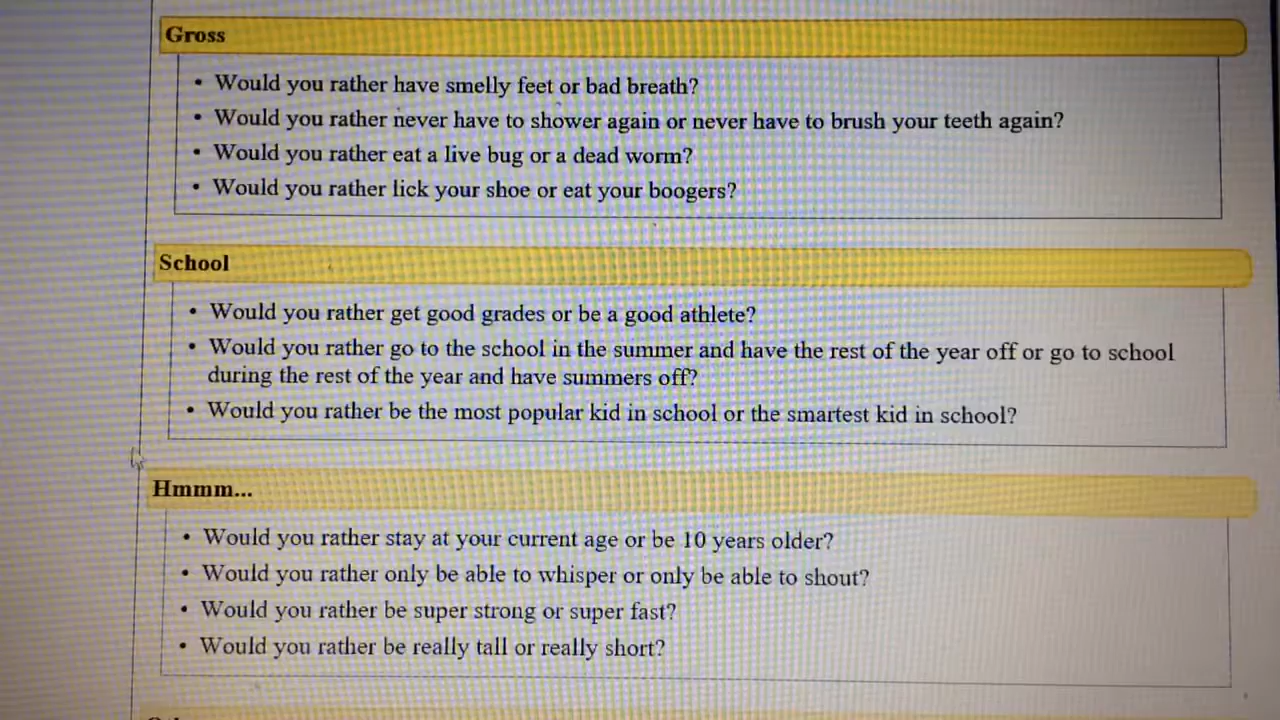 Gross
• Would you rather have smelly feet or bad breath?
• Would you rather never have to shower again or never have to brush your teeth again?
• Would you rather eat a live bug or a dead worm?
• Would you rather lick your shoe or eat your boogers?
School
• Would you rather get good grades or be a good athlete?
• Would you rather go to the school in the summer and have the rest of the year off or go to school
during the rest of the year and have summers off?
• Would you rather be the most popular kid in school or the smartest kid in school?
Hmmm...
• Would you rather stay at your current age or be 10 years older?
• Would you rather only be able to whisper or only be able to shout?
• Would you rather be super strong or super fast?
• Would you rather be really tall or really short?